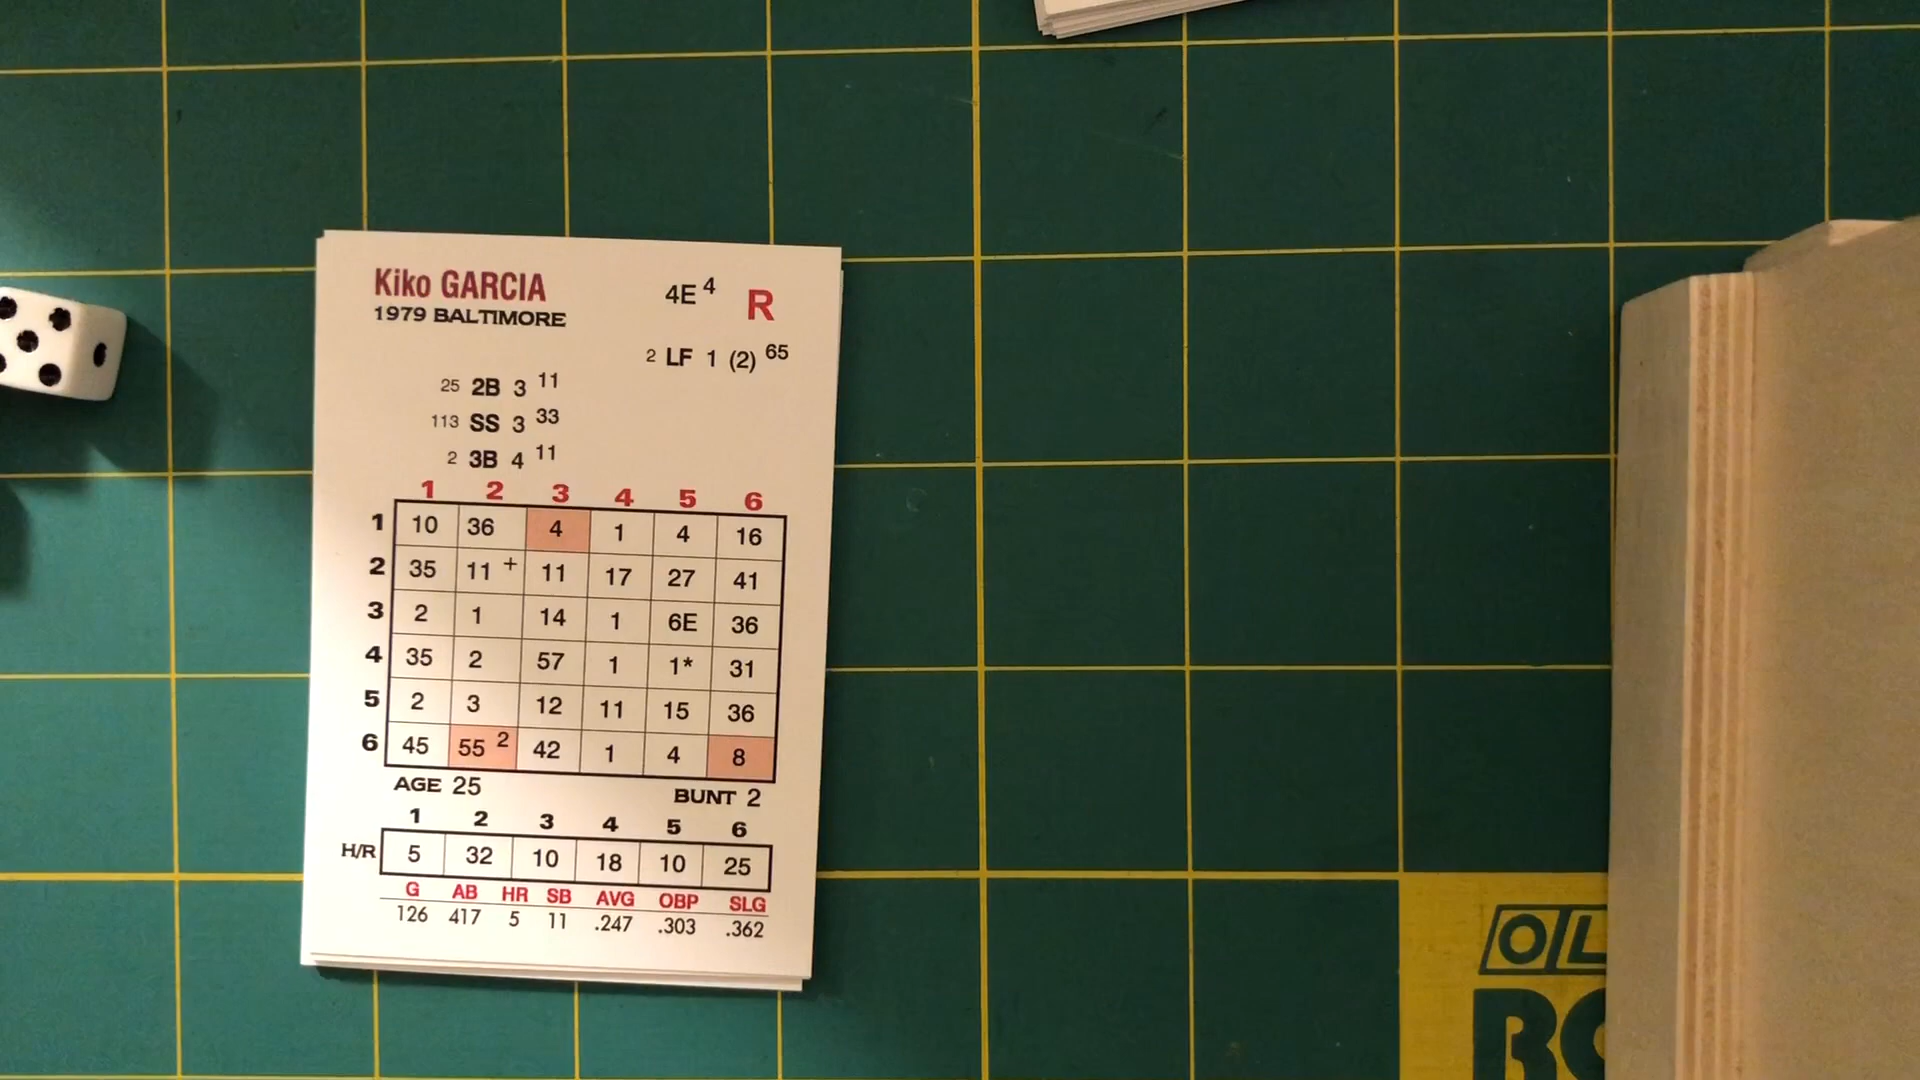 Kiko GARCIA 4E 4 R
1979 BALTIMORE
2 LF 1 (2) 65
25 2B 3 11
113 SS 3 33
2 3B 4 11
1 2 3 4 5 6
1 10 36 4 1 4 16
2 35 11 + 11 17 27 41
3 2 1 14 1 6E 36
4 35 2 57 1 1* 31
5 2 3 12 11 15 36
6 45 55 2 42 1 4 8
AGE 25 BUNT 2
1 2 3 4 5 6
H/R 5 32 10 18 10 25
G AB HR SB AVG OBP SLG
126 417 5 11 .247 .303 .362